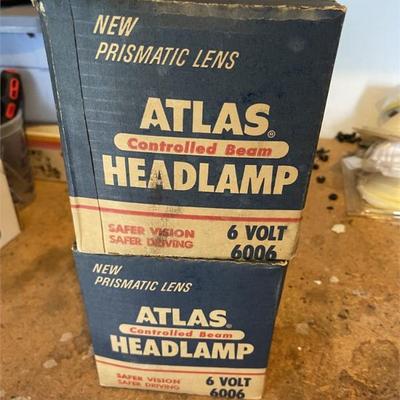 NEW
PRISMATIC LENS
ATLAS®
Controlled Beam
HEADLAMP
SAFER VISION 6 VOLT
SAFER DRIVING 6006
NEW
PRISMATIC LENS
ATLAS®
Controlled Beam
HEADLAMP
SAFER VISION 6 VOLT
SAFER DRIVING 6006